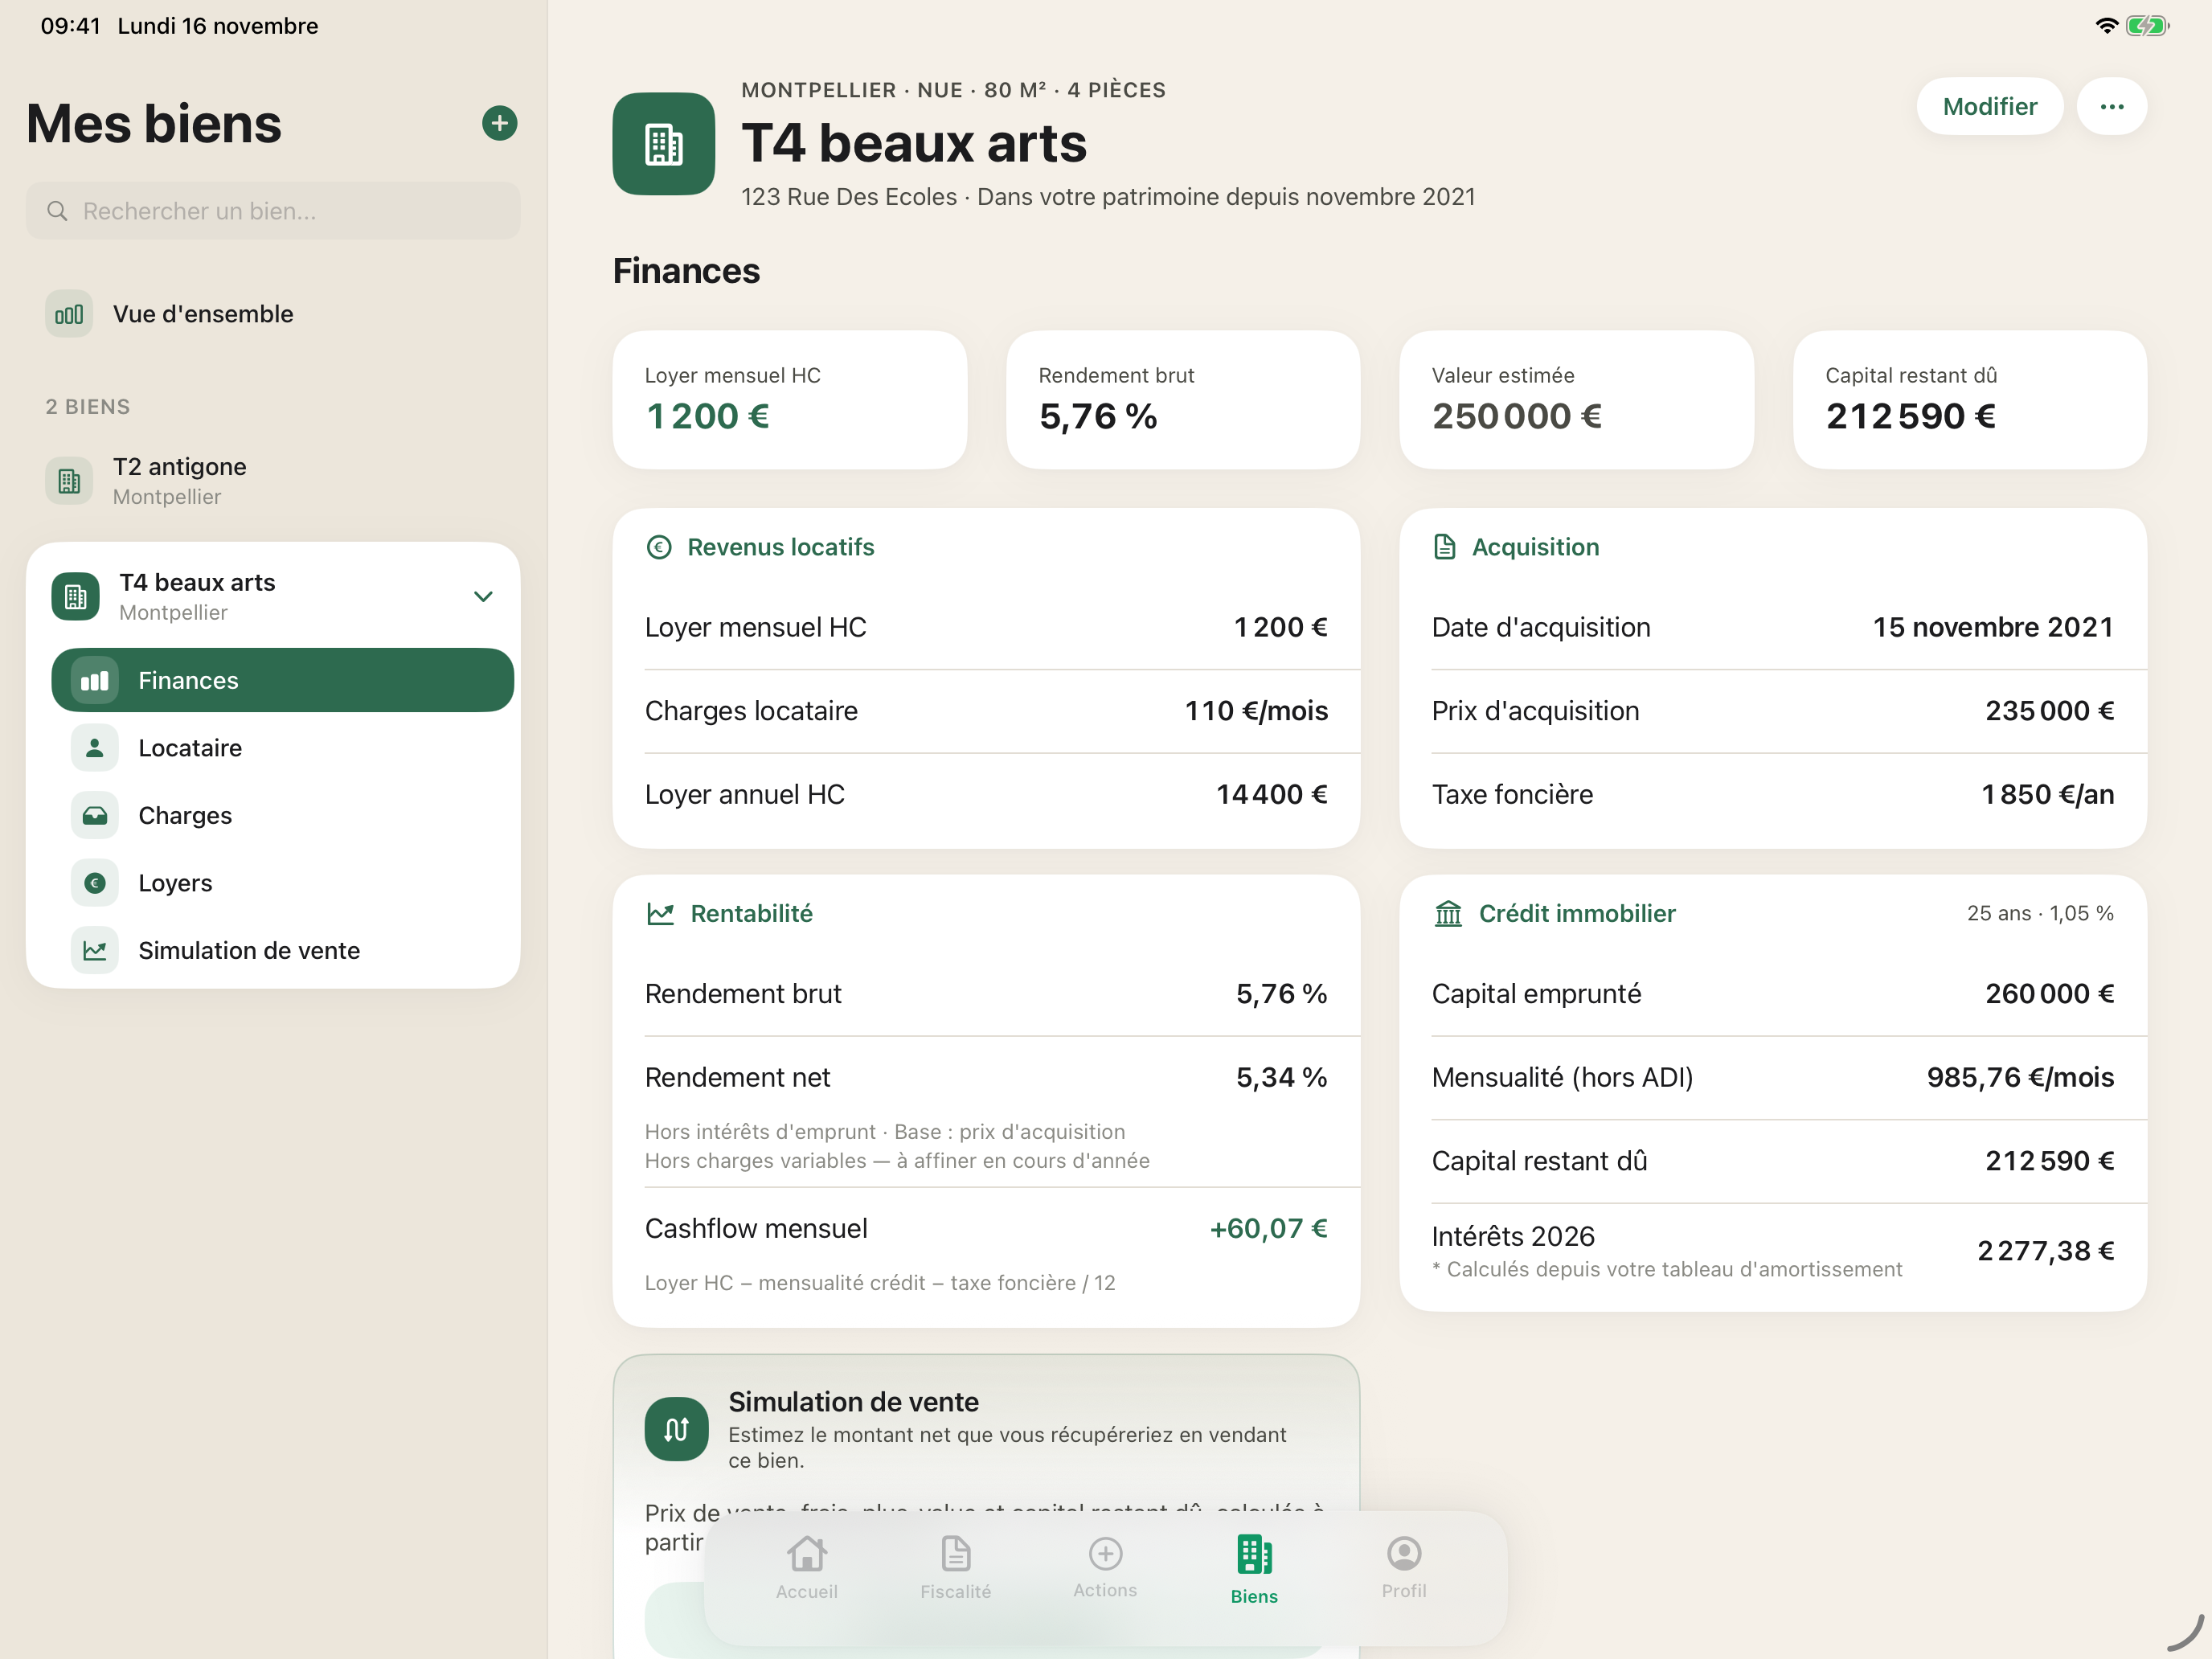 09:41 Lundi 16 novembre
Mes biens
Rechercher un bien...
Vue d'ensemble
2 BIENS
T2 antigone
Montpellier
T4 beaux arts
Montpellier
Finances
Locataire
Charges
Loyers
Simulation de vente
MONTPELLIER · NUE · 80 M² · 4 PIÈCES
T4 beaux arts
123 Rue Des Ecoles · Dans votre patrimoine depuis novembre 2021
Modifier
Finances
Loyer mensuel HC
1 200 €
Rendement brut
5,76 %
Valeur estimée
250 000 €
Capital restant dû
212 590 €
Revenus locatifs
Loyer mensuel HC 1 200 €
Charges locataire 110 €/mois
Loyer annuel HC 14 400 €
Acquisition
Date d'acquisition 15 novembre 2021
Prix d'acquisition 235 000 €
Taxe foncière 1 850 €/an
Rentabilité
Rendement brut 5,76 %
Rendement net 5,34 %
Hors intérêts d'emprunt · Base : prix d'acquisition
Hors charges variables — à affiner en cours d'année
Cashflow mensuel +60,07 €
Loyer HC – mensualité crédit – taxe foncière / 12
Crédit immobilier 25 ans · 1,05 %
Capital emprunté 260 000 €
Mensualité (hors ADI) 985,76 €/mois
Capital restant dû 212 590 €
Intérêts 2026 2 277,38 €
* Calculés depuis votre tableau d'amortissement
Simulation de vente
Estimez le montant net que vous récupéreriez en vendant
ce bien.
Prix de vente, frais, plus-value et capital restant dû, calculés à
partir
Accueil
Fiscalité
Actions
Biens
Profil